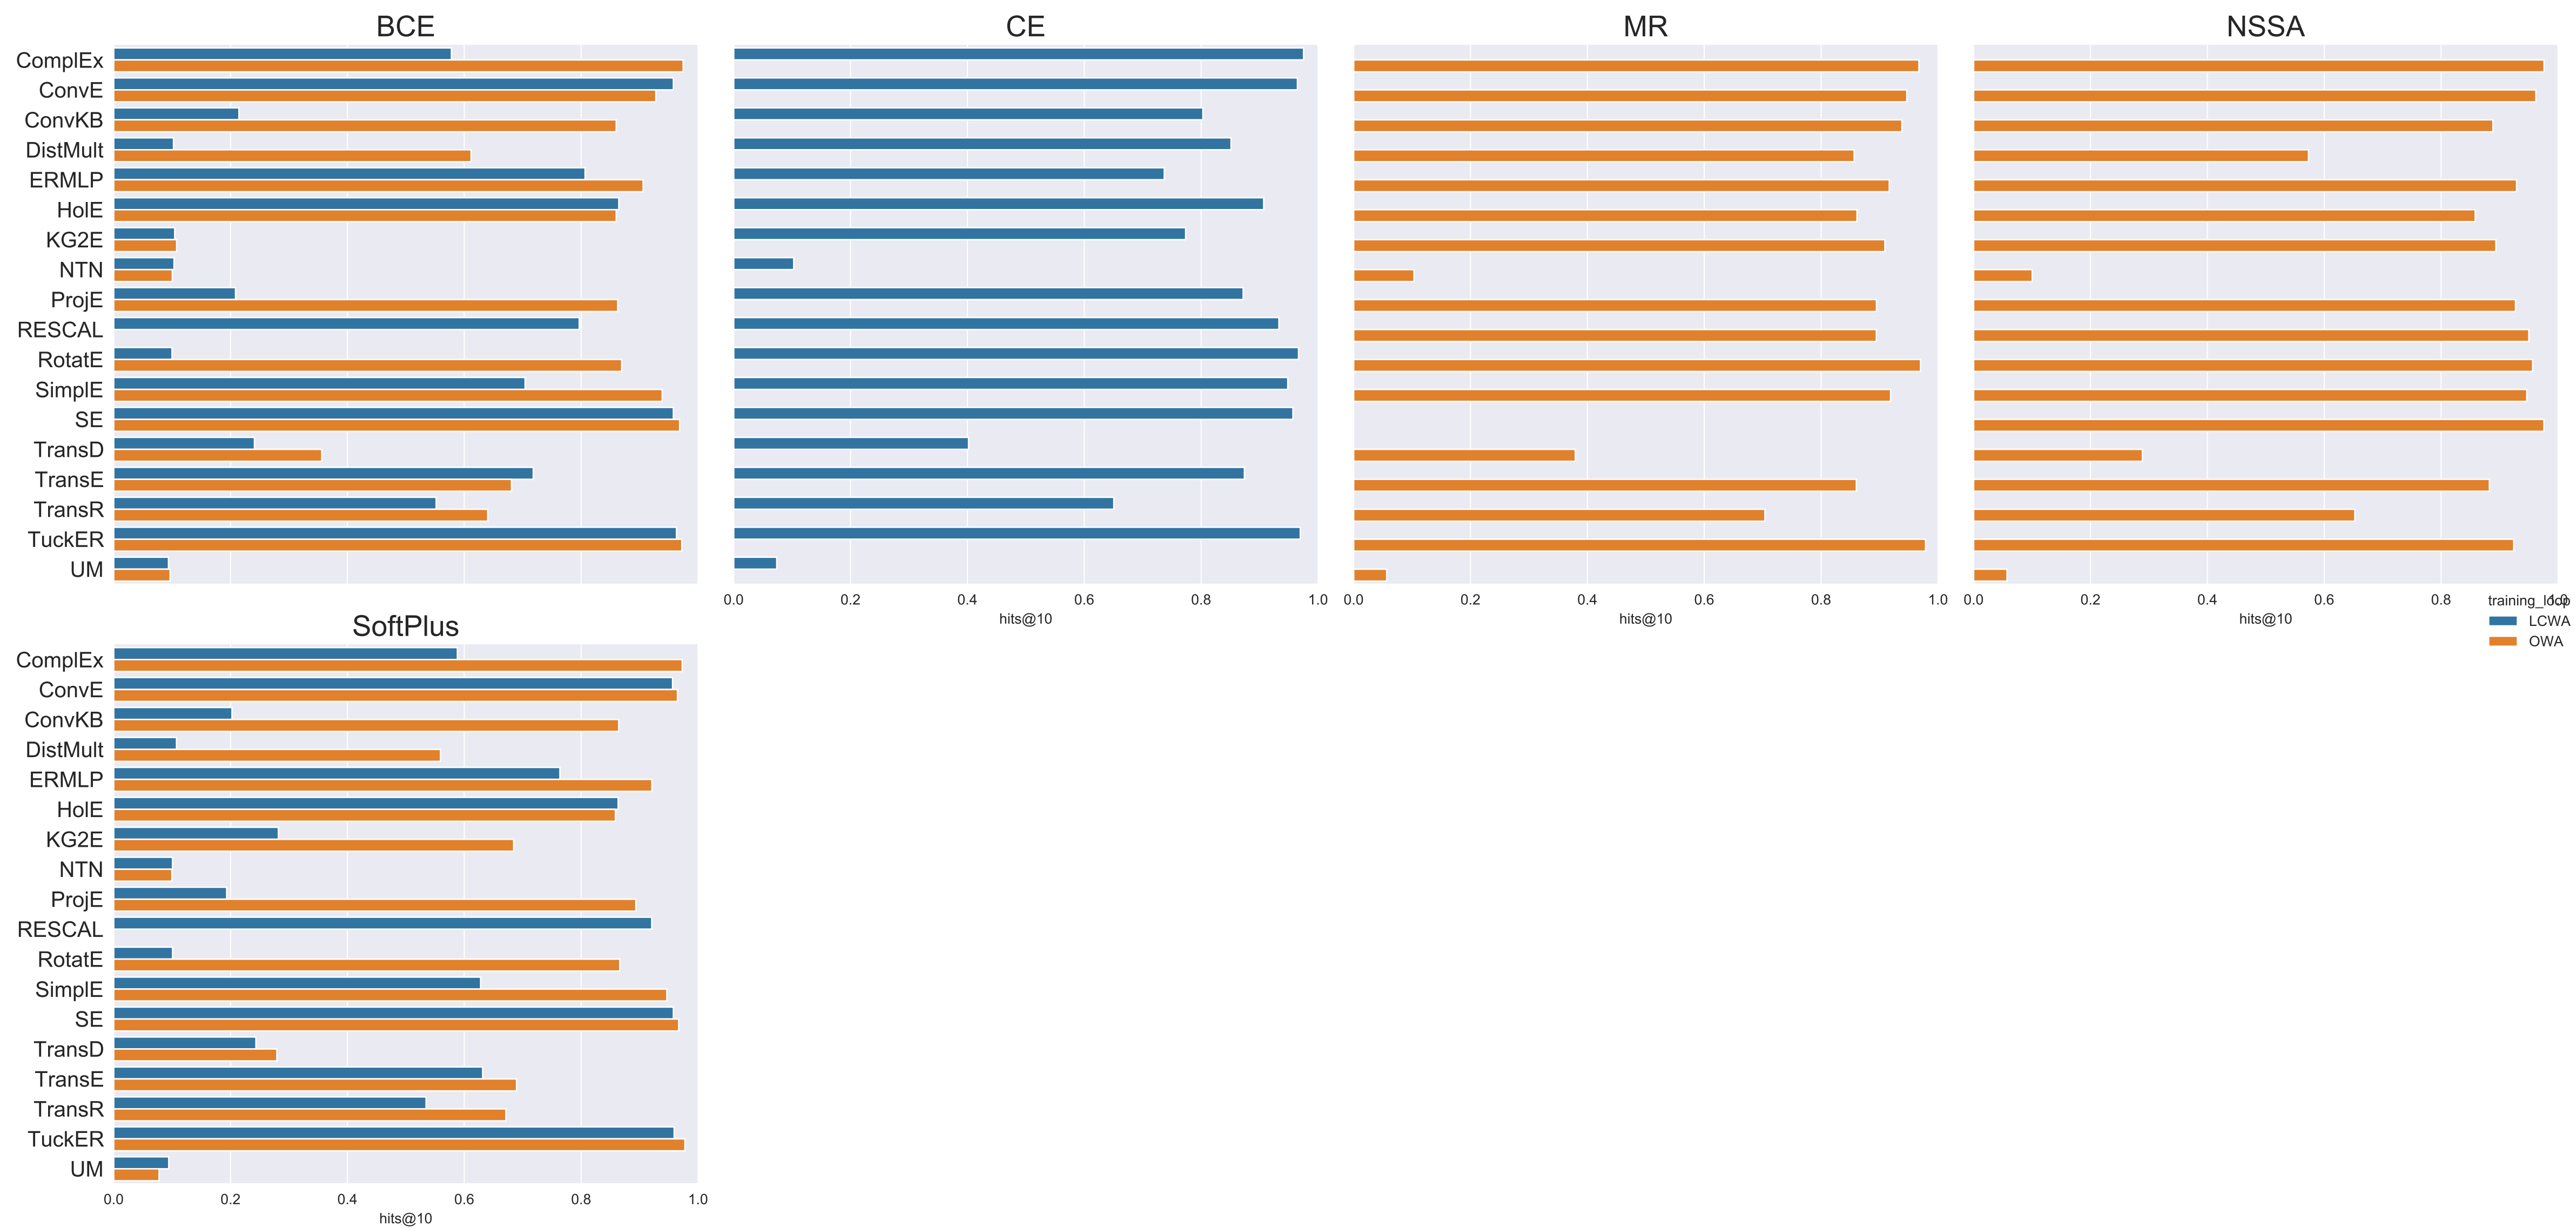 BCE
CE
MR
NSSA
ComplEx
ConvE
ConvKB
DistMult
ERMLP
HolE
KG2E
NTN
ProjE
RESCAL
RotatE
SimplE
SE
TransD
TransE
TransR
TuckER
UM
0.0 0.2 0.4 0.6 0.8 1.0
hits@10
0.0 0.2 0.4 0.6 0.8 1.0
hits@10
0.0 0.2 0.4 0.6 0.8 1.0
hits@10
training_loop
LCWA
OWA
SoftPlus
ComplEx
ConvE
ConvKB
DistMult
ERMLP
HolE
KG2E
NTN
ProjE
RESCAL
RotatE
SimplE
SE
TransD
TransE
TransR
TuckER
UM
0.0 0.2 0.4 0.6 0.8 1.0
hits@10